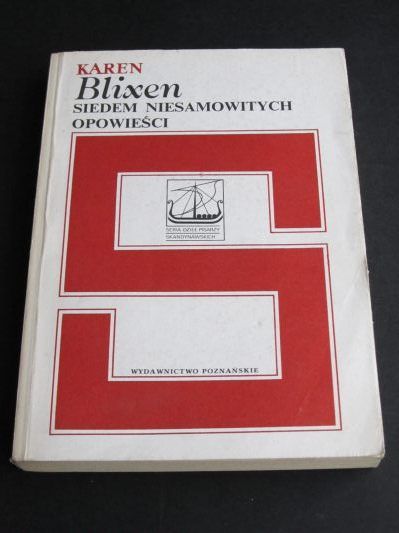 KAREN
Blixen
SIEDEM NIESAMOWITYCH
OPOWIEŚCI
SERIA DZIEŁ PISARZY
SKANDYNAWSKICH
WYDAWNICTWO POZNAŃSKIE